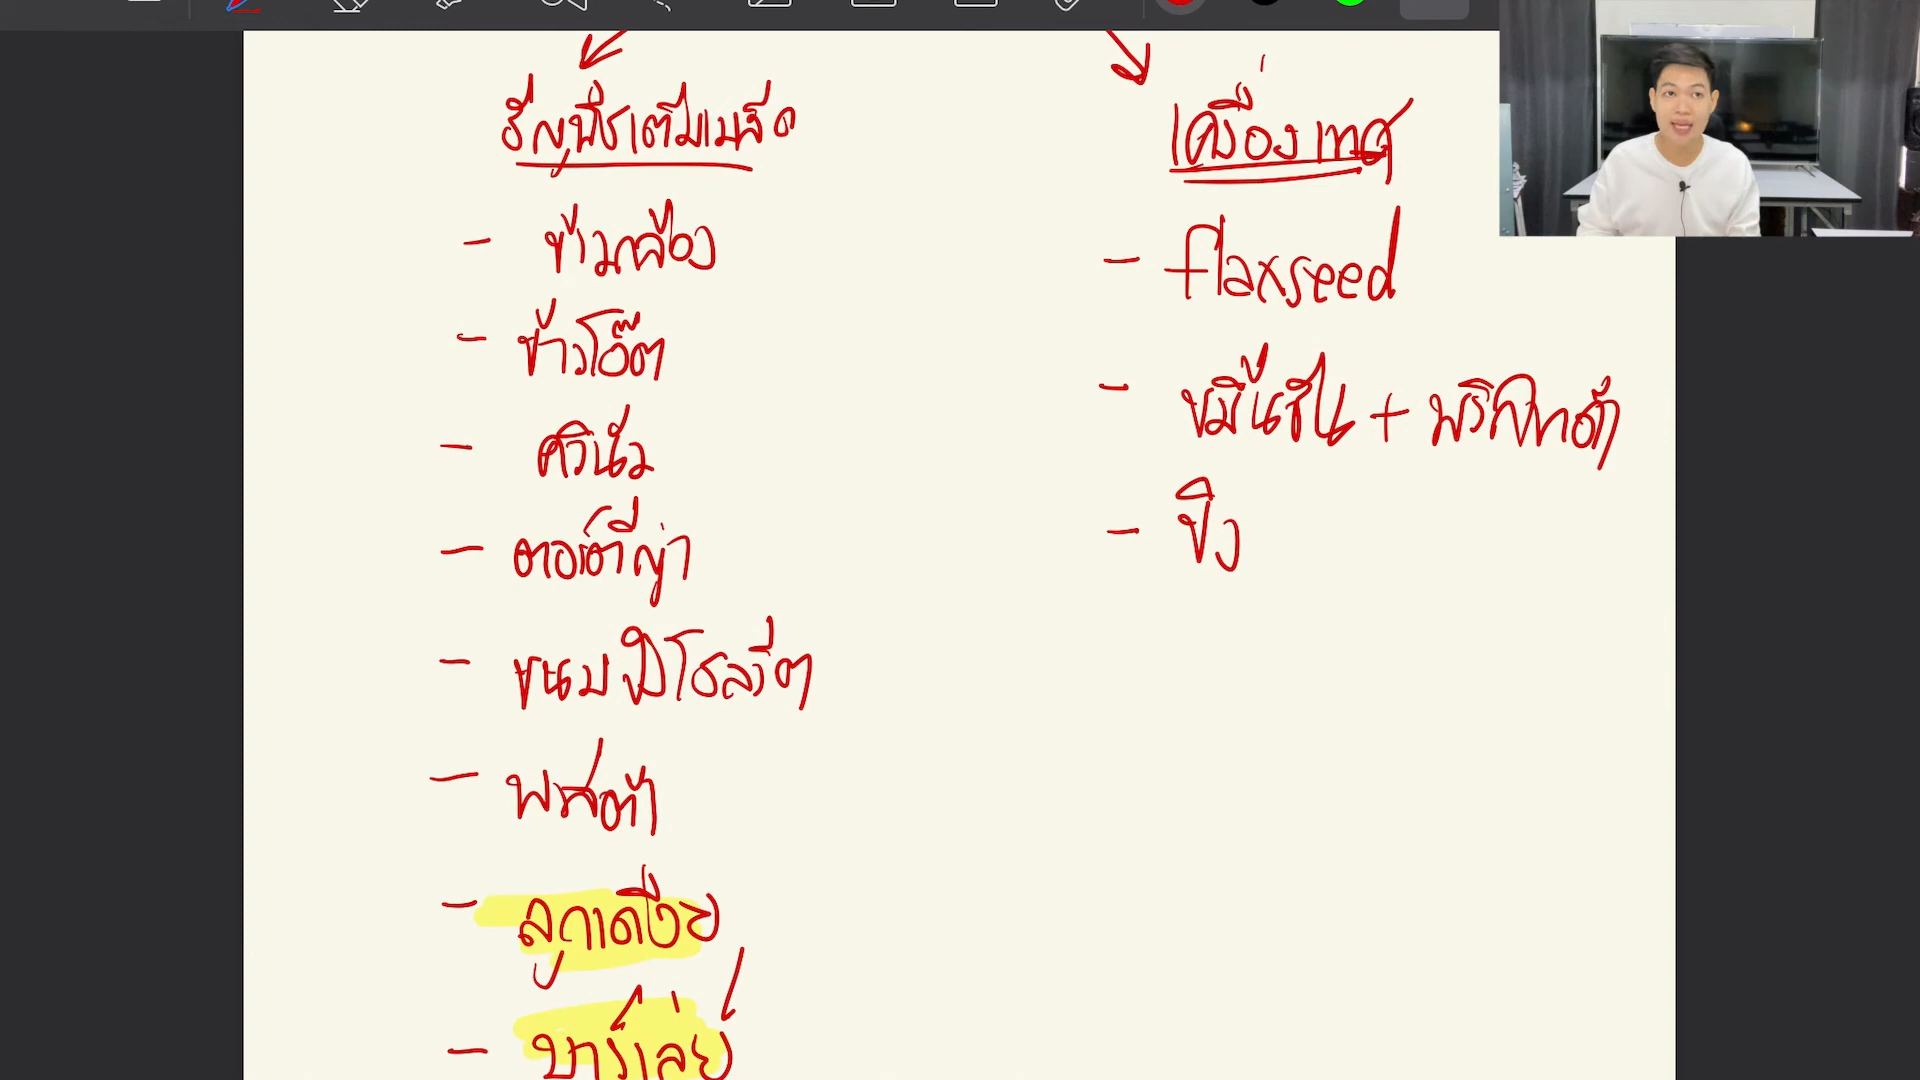 ธัญพืชเต็มเมล็ด
- ข้าวกล้อง
- ข้าวโอ๊ต
- ควินัว
- ตอร์ตีญ่า
- ขนมปังโฮลวีต
- พาสต้า
- ลูกเดือย
- บาร์เล่ย์
เครื่องเทศ
- flaxseed
- ขมิ้นชัน + พริกไทดำ
- ขิง